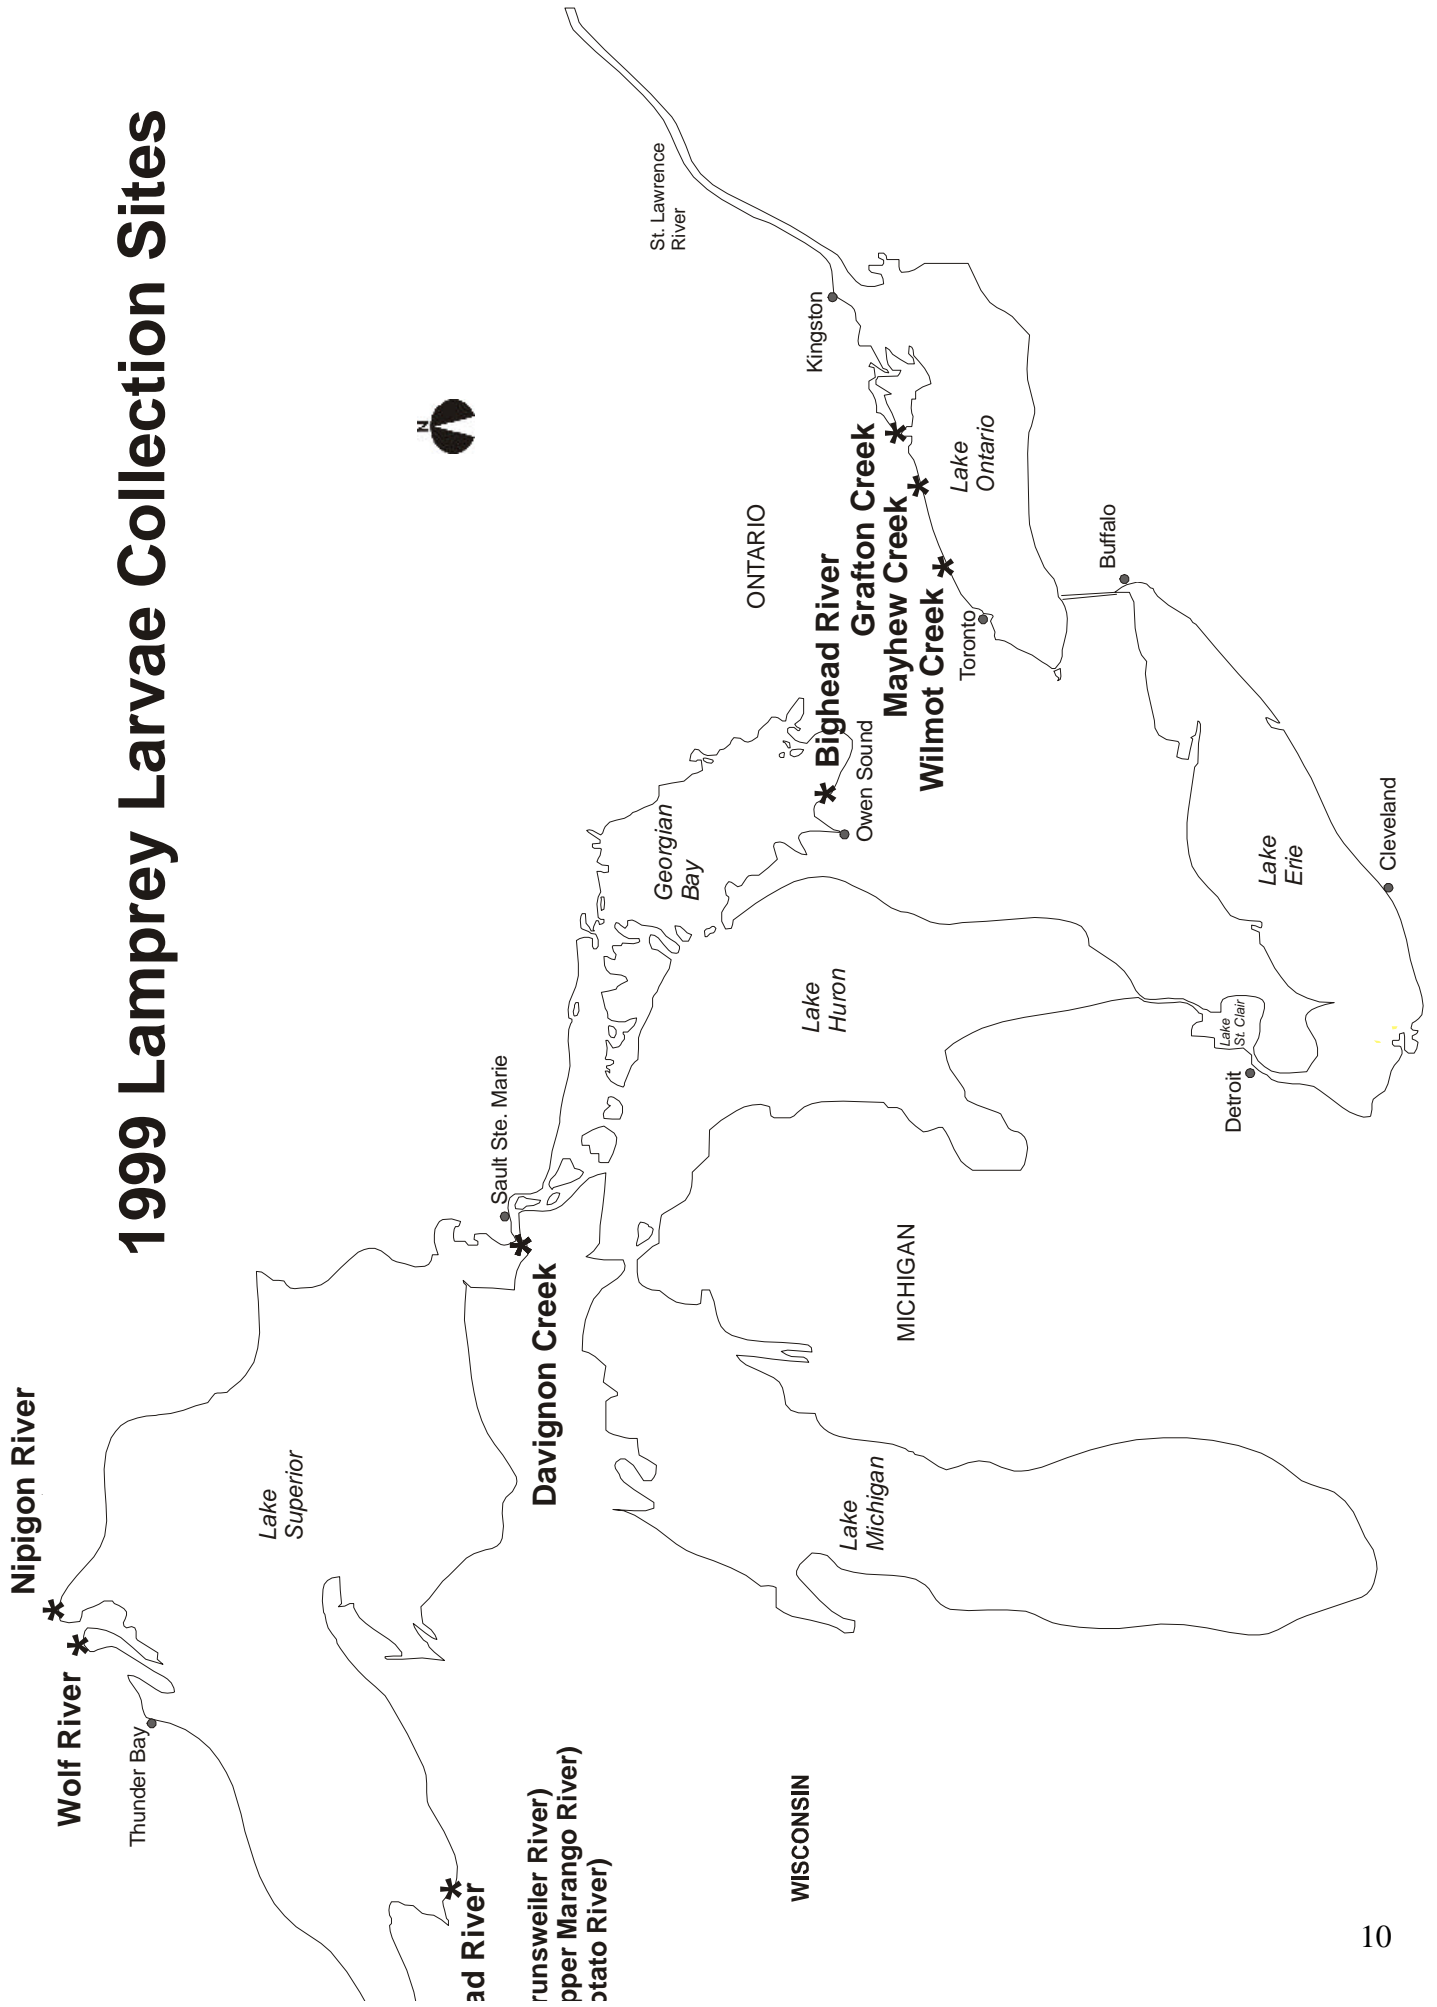 1999 Lamprey Larvae Collection Sites
N
Nipigon River
Wolf River
Thunder Bay
Lake
Superior
Sault Ste. Marie
Davignon Creek
ad River
runsweiler River)
pper Marango River)
otato River)
WISCONSIN
MICHIGAN
Lake
Michigan
Lake
Huron
Georgian
Bay
Owen Sound
Bighead River
Grafton Creek
Mayhew Creek
Wilmot Creek
Toronto
ONTARIO
Kingston
St. Lawrence
River
Lake
Ontario
Buffalo
Lake
Erie
Cleveland
Lake
St. Clair
Detroit
10